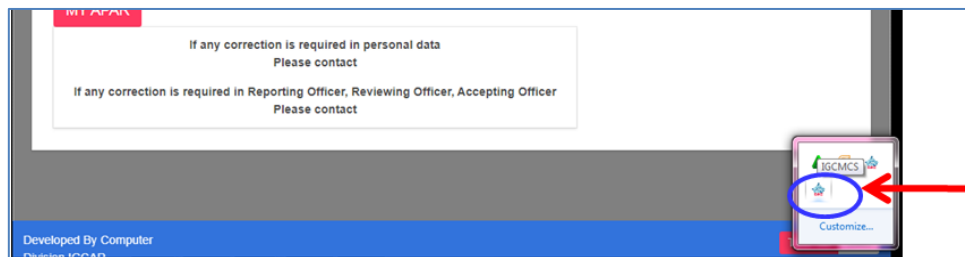 MY APAR
If any correction is required in personal data
Please contact
If any correction is required in Reporting Officer, Reviewing Officer, Accepting Officer
Please contact
IGCMCS
Customize...
Developed By Computer
Division IGCAR